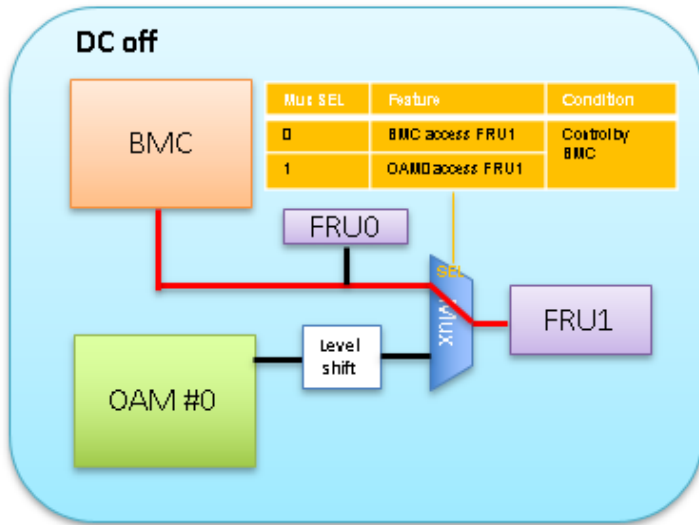 DC off
BMC
Mux SEL Feature Condition
0 BMC access FRU1 Control by
BMC
1 OAM0 access FRU1
FRU0
SEL
Mux
FRU1
Level
shift
OAM #0